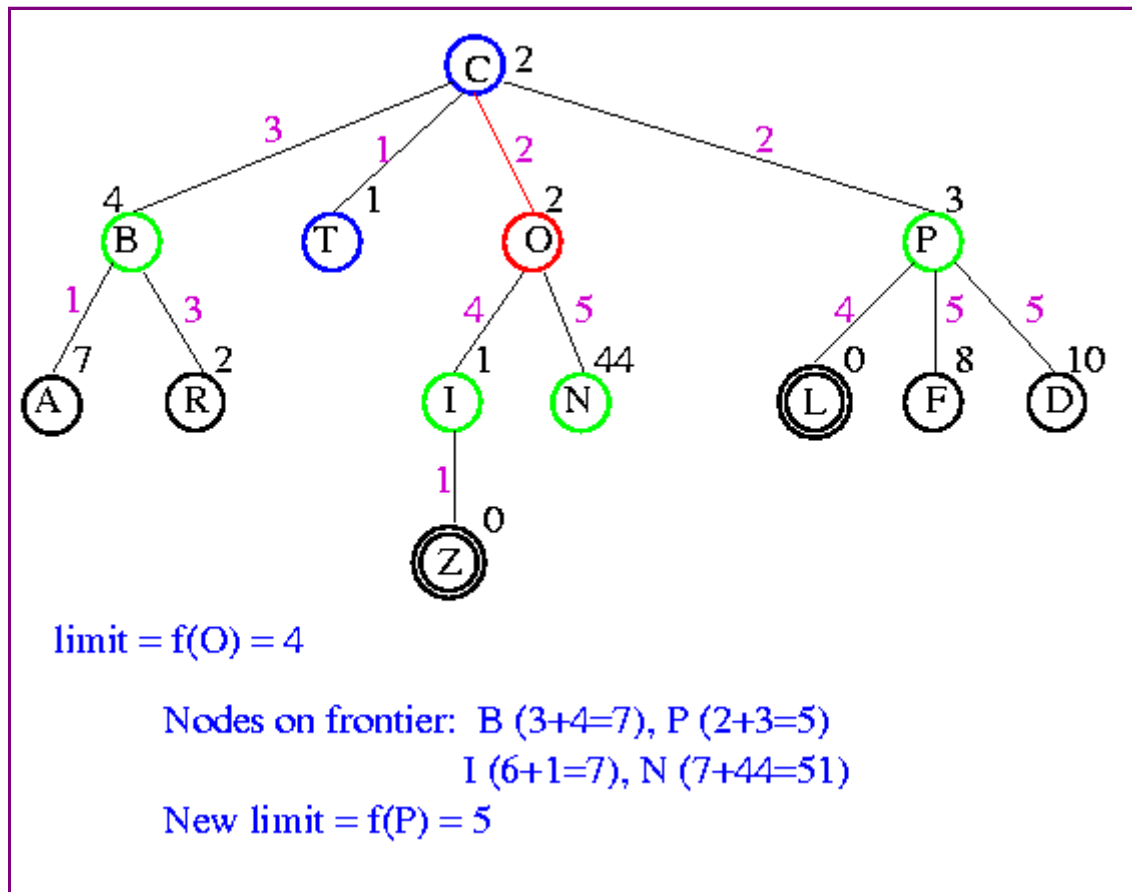 C 2
3 1 2 2
4 1 2 3
B T O P
1 3 4 5 4 5 5
7 2 1 44 0 8 10
A R I N L F D
1
0
Z
limit = f(O) = 4
Nodes on frontier: B (3+4=7), P (2+3=5)
I (6+1=7), N (7+44=51)
New limit = f(P) = 5